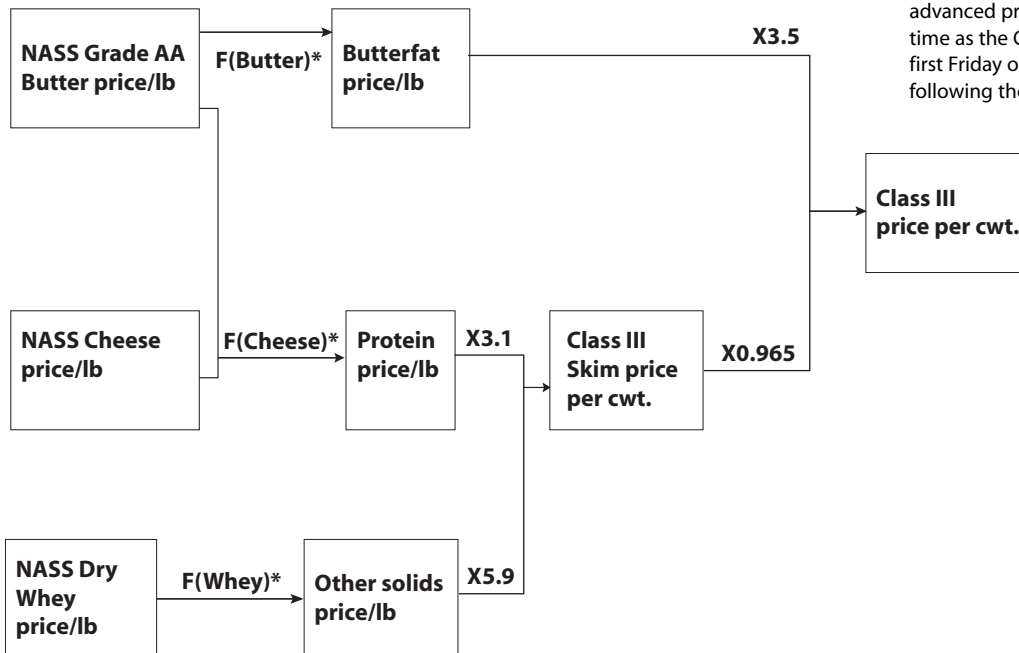 advanced pr
time as the
first Friday o
following the
NASS Grade AA
Butter price/lb
F(Butter)*
Butterfat
price/lb
X3.5
Class III
price per cwt.
NASS Cheese
price/lb
F(Cheese)*
Protein
price/lb
X3.1
Class III
Skim price
per cwt.
X0.965
NASS Dry
Whey
price/lb
F(Whey)*
Other solids
price/lb
X5.9